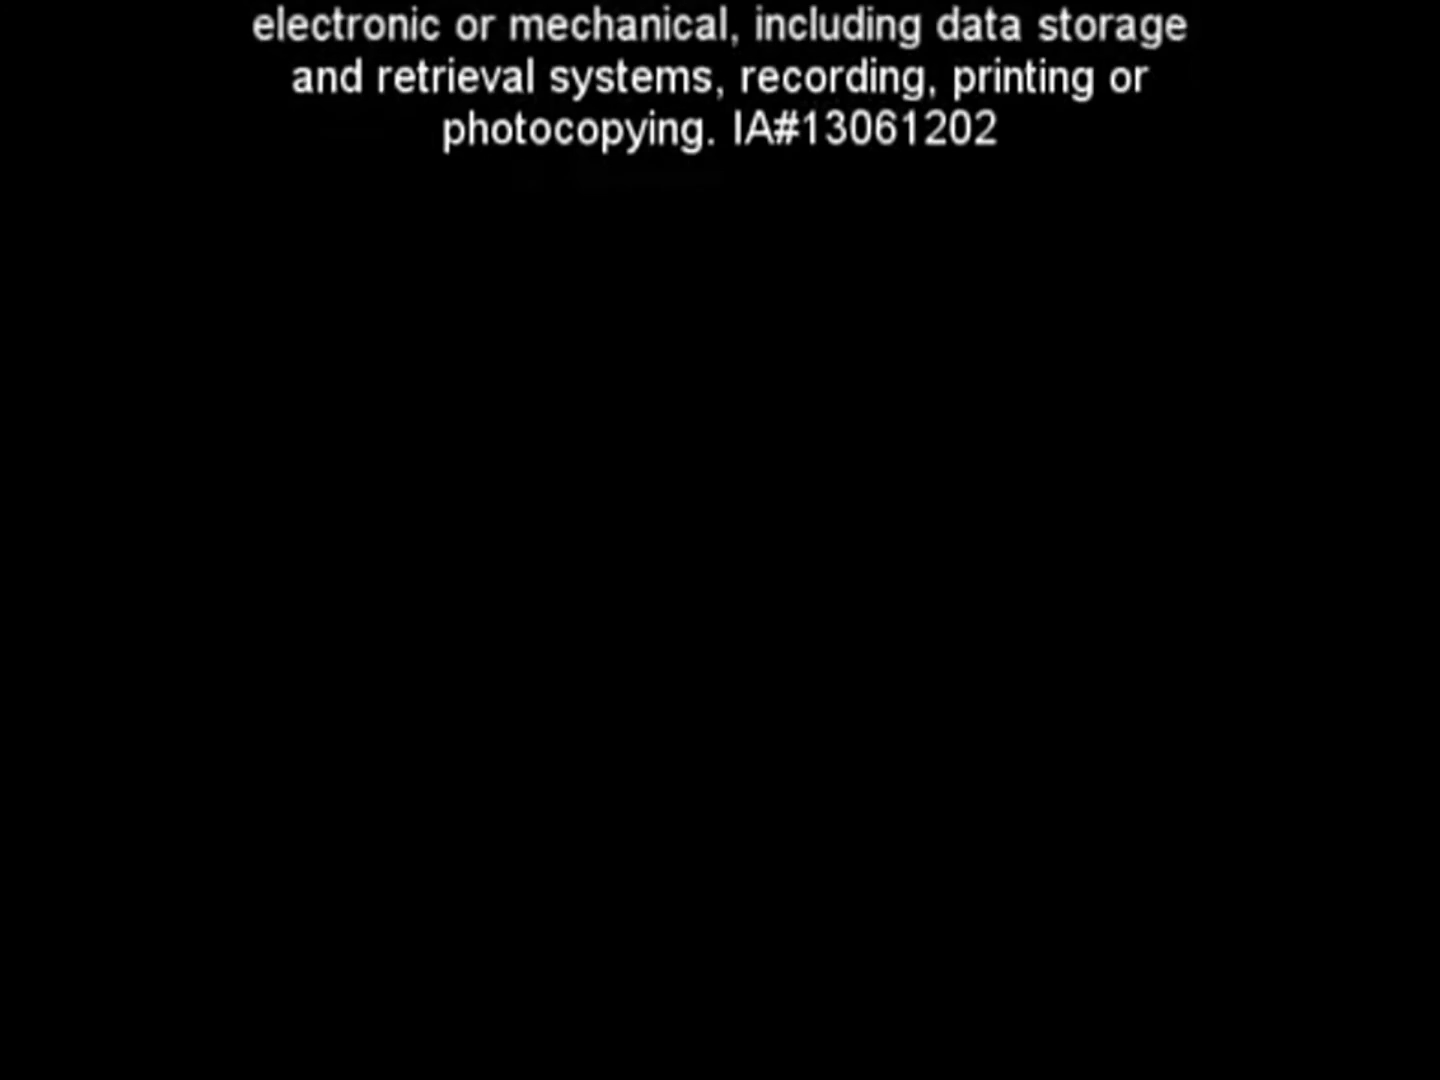 electronic or mechanical, including data storage
and retrieval systems, recording, printing or
photocopying. IA#13061202